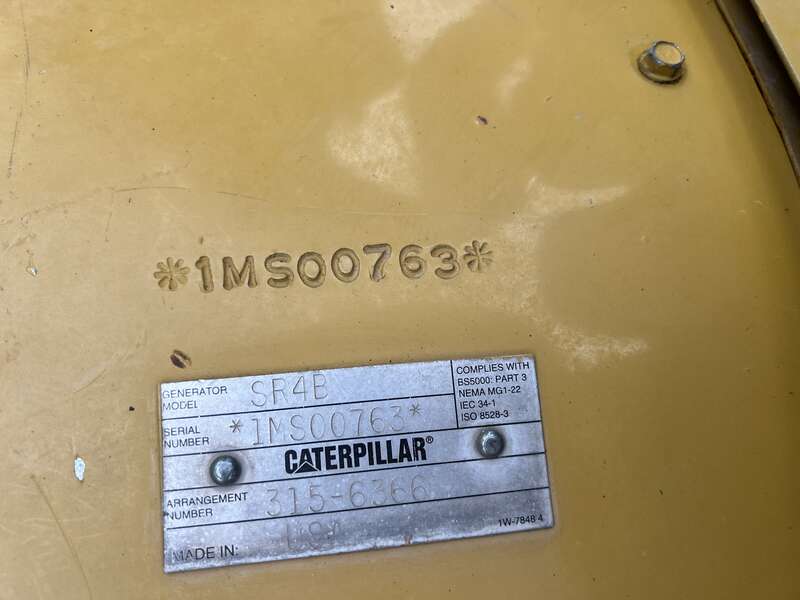 *1MS00763*
GENERATOR MODEL SR4B
COMPLIES WITH
BS5000: PART 3
NEMA MG1-22
IEC 34-1
ISO 8528-3
SERIAL NUMBER *1MS00763*
CATERPILLAR®
ARRANGEMENT NUMBER 315-6366
1W-7848 4
MADE IN: USA